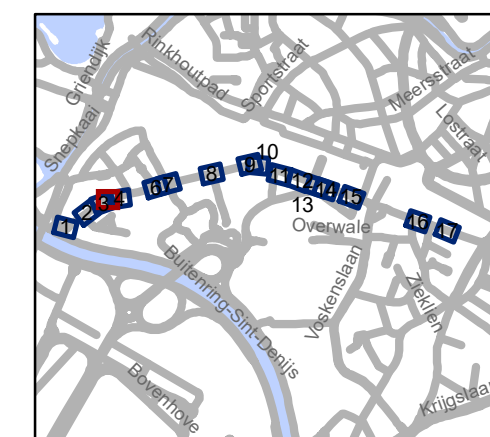 Griendijk
Rinkhoutpad
Sportstraat
Meersstraat
Lostraat
Snepkaai
1
2
3
4
6
7
8
9
10
11
12
13
14
15
16
17
Overwale
Buitenring-Sint-Denijs
Voskenslaan
Zieklien
Bovenhove
Krijgslaa